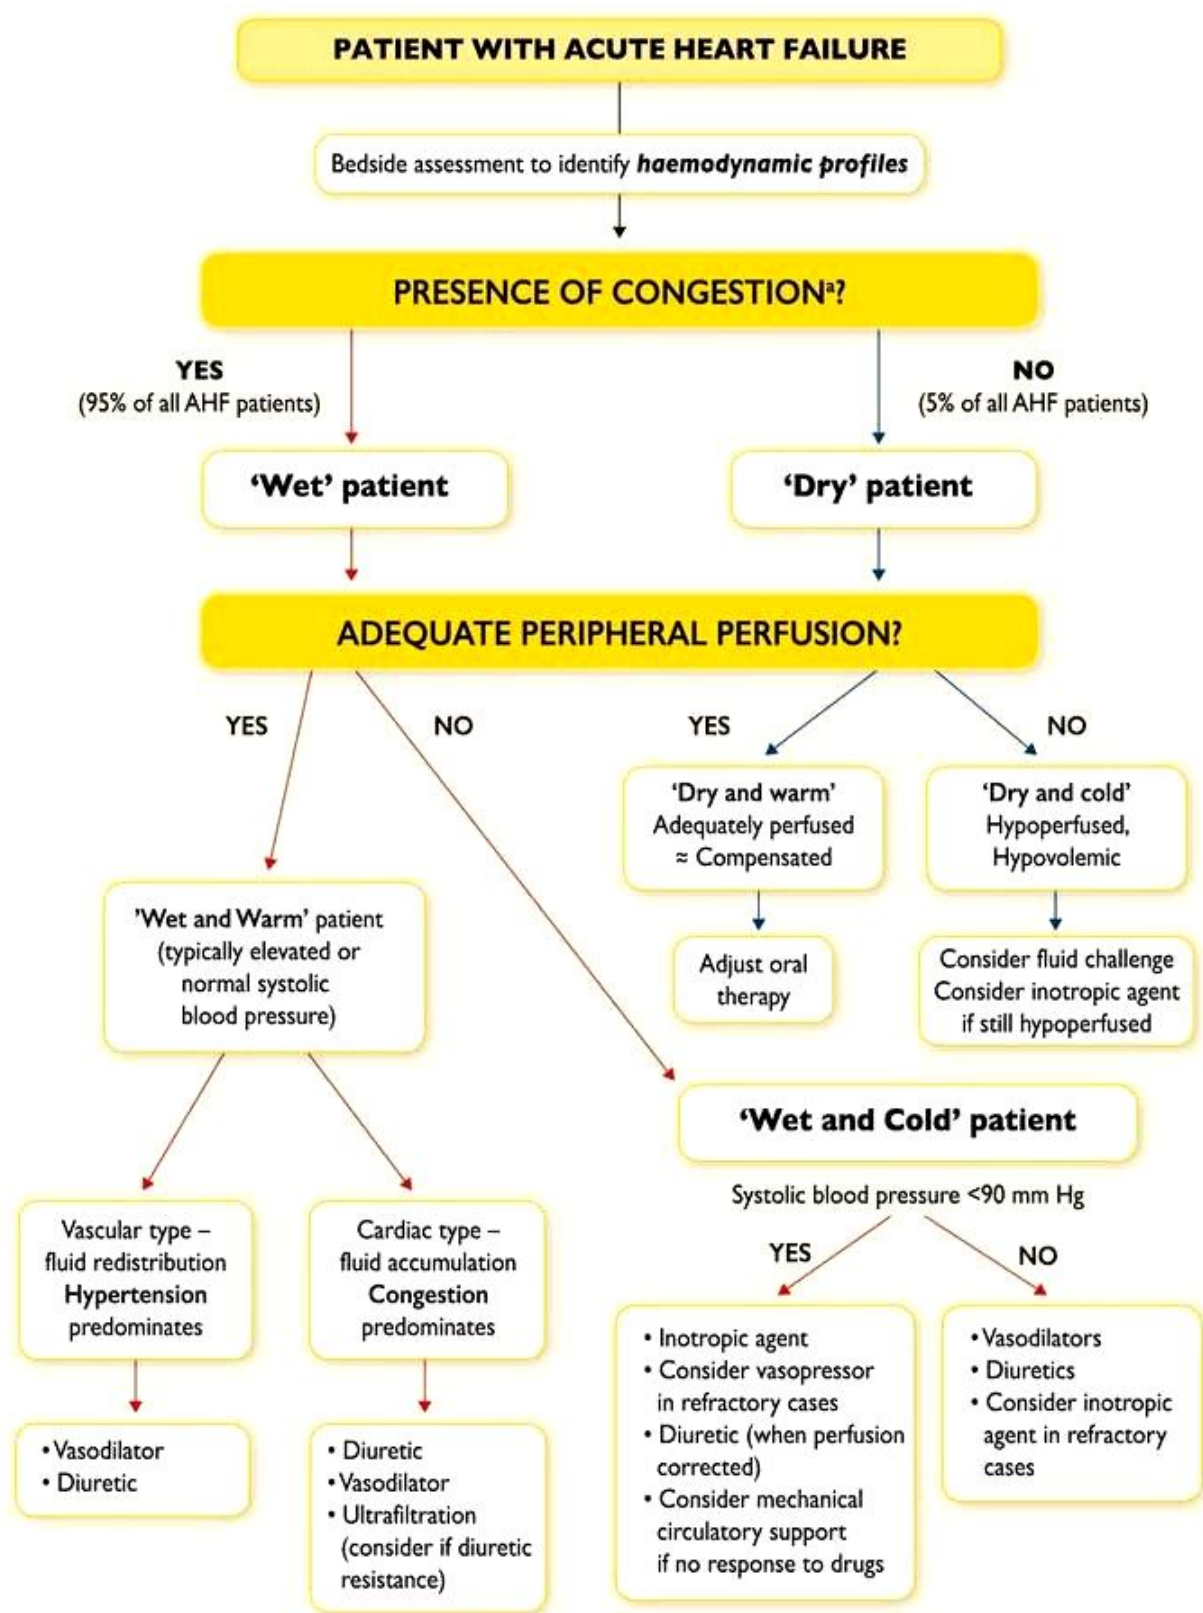 PATIENT WITH ACUTE HEART FAILURE
Bedside assessment to identify haemodynamic profiles
PRESENCE OF CONGESTIONᵃ?
YES
(95% of all AHF patients)
NO
(5% of all AHF patients)
‘Wet’ patient
‘Dry’ patient
ADEQUATE PERIPHERAL PERFUSION?
YES
NO
YES
NO
‘Dry and warm’
Adequately perfused
≈ Compensated
‘Dry and cold’
Hypoperfused,
Hypovolemic
’Wet and Warm’ patient
(typically elevated or
normal systolic
blood pressure)
Adjust oral
therapy
Consider fluid challenge
Consider inotropic agent
if still hypoperfused
‘Wet and Cold’ patient
Systolic blood pressure <90 mm Hg
YES
NO
Vascular type –
fluid redistribution
Hypertension
predominates
Cardiac type –
fluid accumulation
Congestion
predominates
• Vasodilator
• Diuretic
• Diuretic
• Vasodilator
• Ultrafiltration
(consider if diuretic
resistance)
• Inotropic agent
• Consider vasopressor
in refractory cases
• Diuretic (when perfusion
corrected)
• Consider mechanical
circulatory support
if no response to drugs
• Vasodilators
• Diuretics
• Consider inotropic
agent in refractory
cases